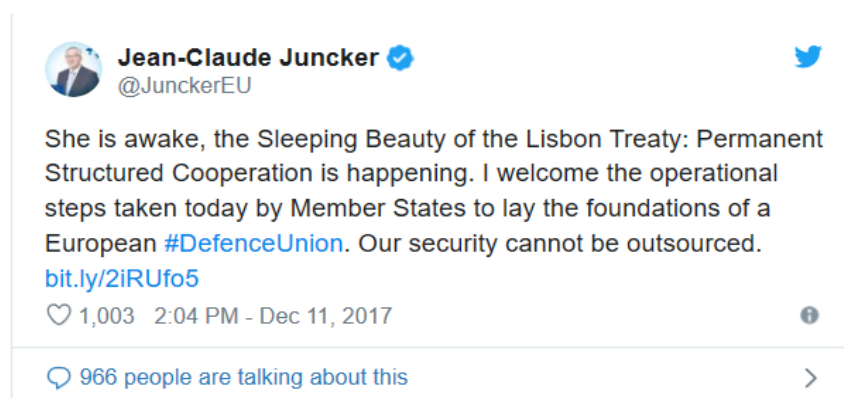 Jean-Claude Juncker
@JunckerEU
She is awake, the Sleeping Beauty of the Lisbon Treaty: Permanent
Structured Cooperation is happening. I welcome the operational
steps taken today by Member States to lay the foundations of a
European #DefenceUnion. Our security cannot be outsourced.
bit.ly/2iRUfo5
1,003 2:04 PM - Dec 11, 2017
966 people are talking about this